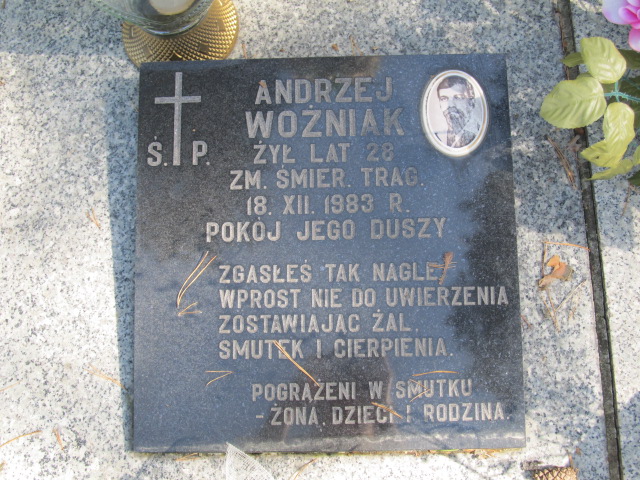 ANDRZEJ
WOŹNIAK
Ś. P.
ŻYŁ LAT 28
ZM. ŚMIER. TRAG.
18. XII. 1983 R.
POKÓJ JEGO DUSZY
ZGASŁEŚ TAK NAGLE,
WPROST NIE DO UWIERZENIA
ZOSTAWIAJĄC ŻAL.
SMUTEK I CIERPIENIA.
POGRĄŻENI W SMUTKU
- ŻONA, DZIECI I RODZINA.